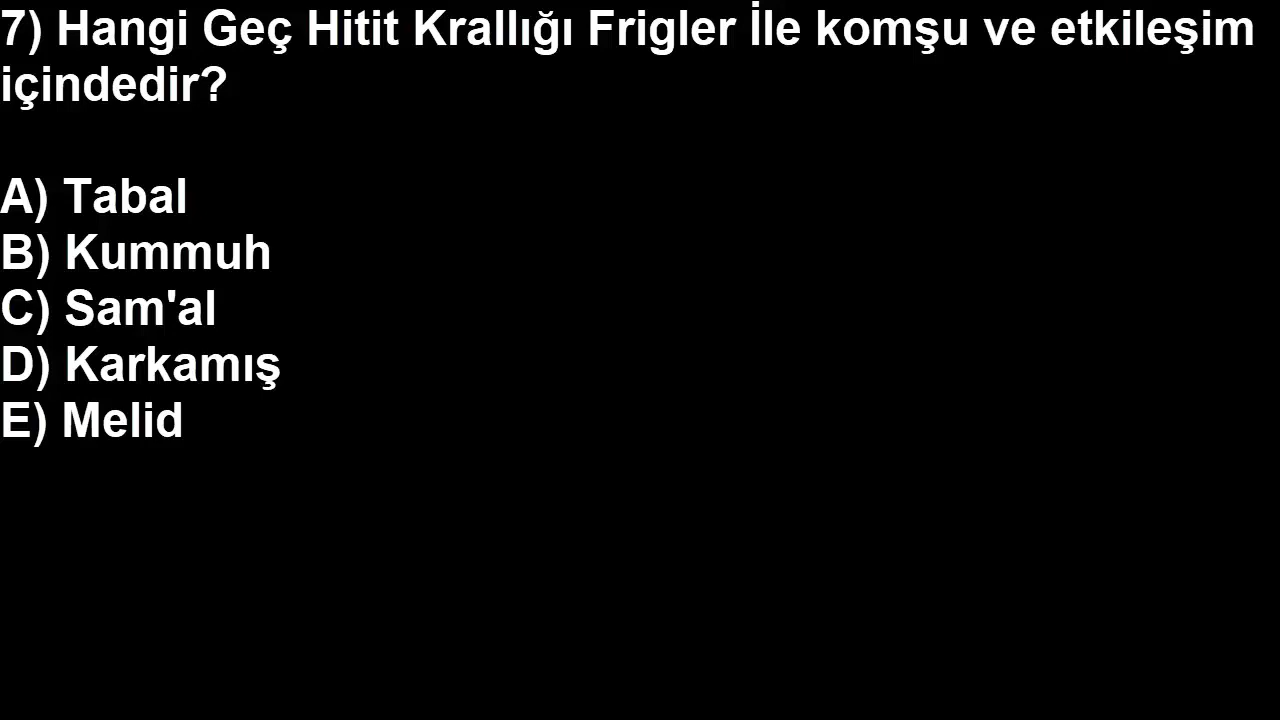 7) Hangi Geç Hitit Krallığı Frigler İle komşu ve etkileşim
içindedir?
A) Tabal
B) Kummuh
C) Sam'al
D) Karkamış
E) Melid